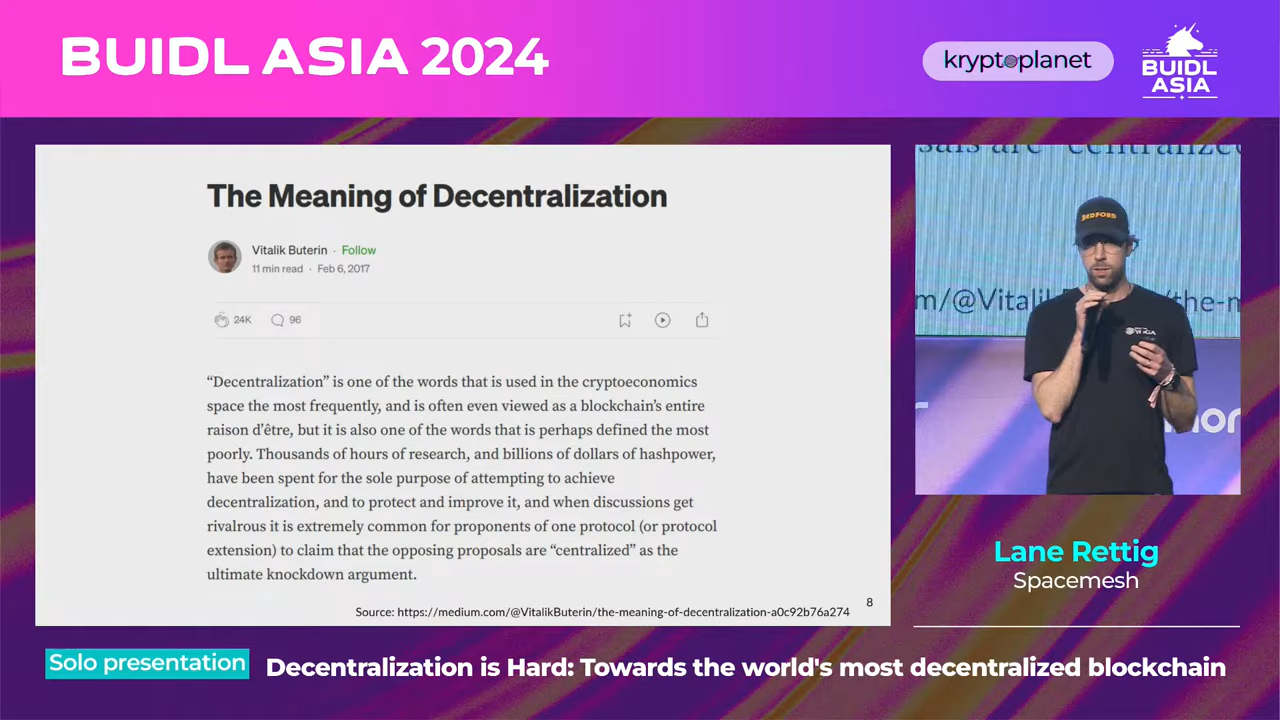 BUIDL ASIA 2024
kryptoplanet
BUIDL
ASIA
The Meaning of Decentralization
Vitalik Buterin · Follow
11 min read · Feb 6, 2017
24K
96
“Decentralization” is one of the words that is used in the cryptoeconomics
space the most frequently, and is often even viewed as a blockchain’s entire
raison d’être, but it is also one of the words that is perhaps defined the most
poorly. Thousands of hours of research, and billions of dollars of hashpower,
have been spent for the sole purpose of attempting to achieve
decentralization, and to protect and improve it, and when discussions get
rivalrous it is extremely common for proponents of one protocol (or protocol
extension) to claim that the opposing proposals are “centralized” as the
ultimate knockdown argument.
Source: https://medium.com/@VitalikButerin/the-meaning-of-decentralization-a0c92b76a274
8
m/@Vitalik
/the-m
BEDFORD
YOGA
Lane Rettig
Spacemesh
Solo presentation
Decentralization is Hard: Towards the world's most decentralized blockchain